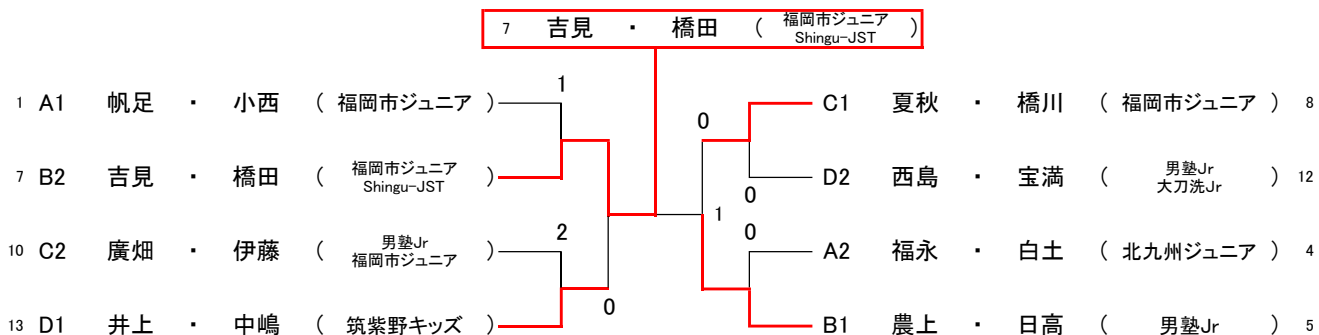 7 吉見 ・ 橋田 ( 福岡市ジュニア
Shingu-JST )
1 A1 帆足 ・ 小西 ( 福岡市ジュニア )
1
7 B2 吉見 ・ 橋田 ( 福岡市ジュニア
Shingu-JST )
10 C2 廣畑 ・ 伊藤 ( 男塾Jr
福岡市ジュニア )
2
13 D1 井上 ・ 中嶋 ( 筑紫野キッズ )
0
1
0
C1 夏秋 ・ 橋川 ( 福岡市ジュニア ) 8
D2 西島 ・ 宝満 ( 男塾Jr
大刀洗Jr ) 12
0
0
A2 福永 ・ 白土 ( 北九州ジュニア ) 4
B1 農上 ・ 日高 ( 男塾Jr ) 5